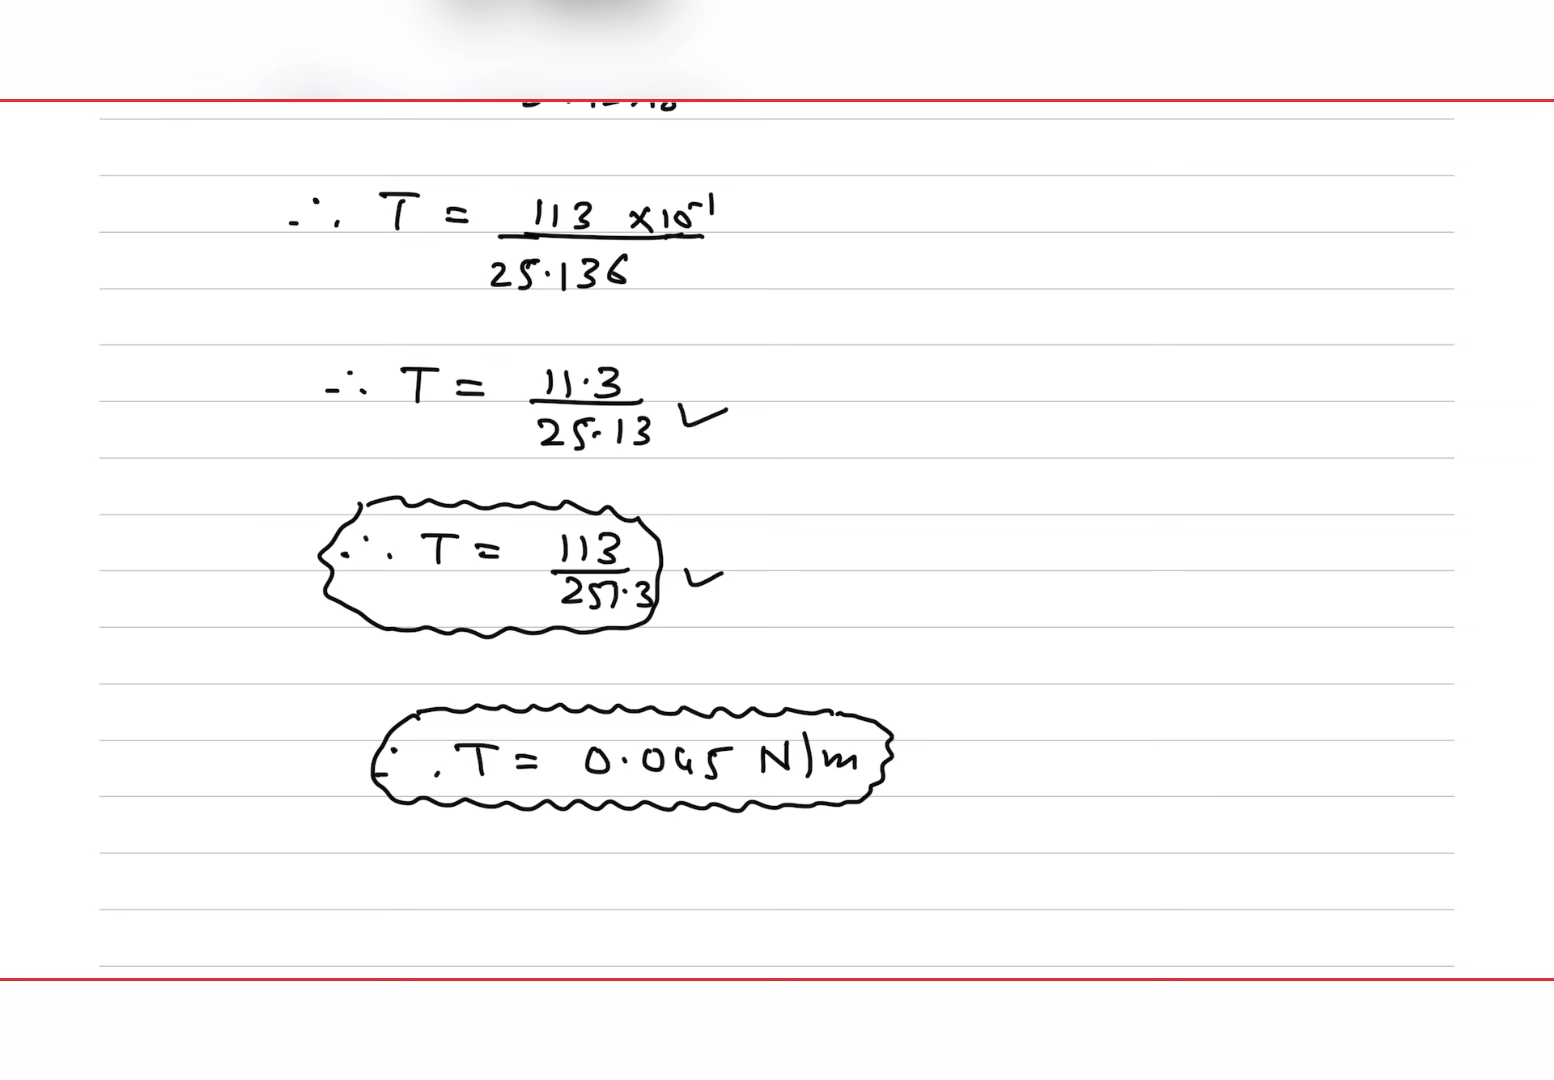 ∴ T = 113 ×10⁻¹ / 25.136
∴ T = 11.3 / 25.13 ✓
∴ T = 113 / 251.3 ✓
∴ T = 0.045 N/m